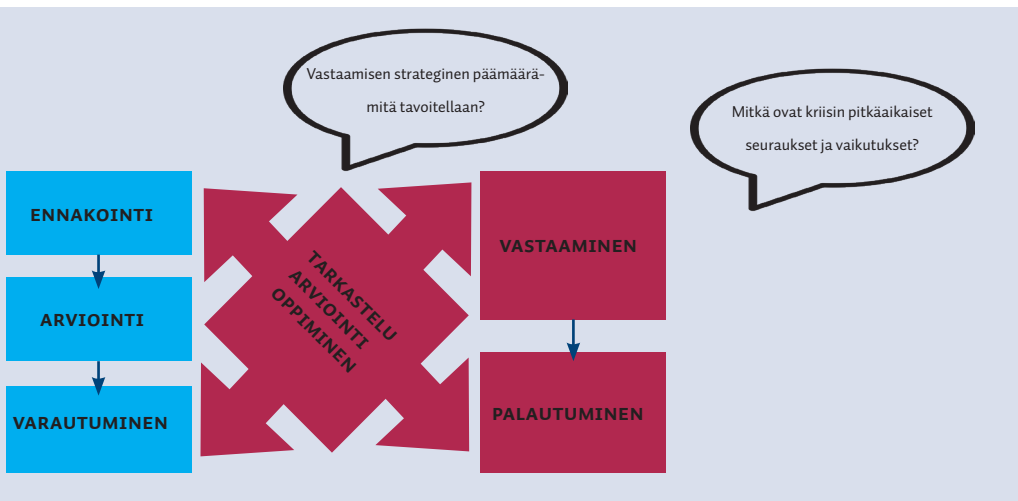 Vastaamisen strateginen päämäärä-
mitä tavoitellaan?
Mitkä ovat kriisin pitkäaikaiset
seuraukset ja vaikutukset?
ENNAKOINTI
ARVIOINTI
VARAUTUMINEN
TARKASTELU
ARVIOINTI
OPPIMINEN
VASTAAMINEN
PALAUTUMINEN